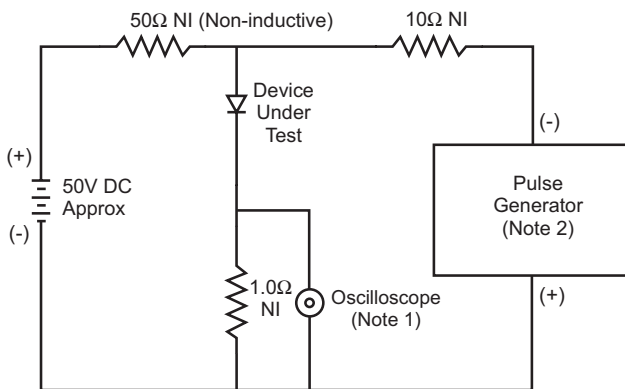 50Ω NI (Non-inductive)
10Ω NI
Device
Under
Test
(-)
(+)
50V DC
Approx
(-)
Pulse
Generator
(Note 2)
1.0Ω
NI
Oscilloscope
(Note 1)
(+)